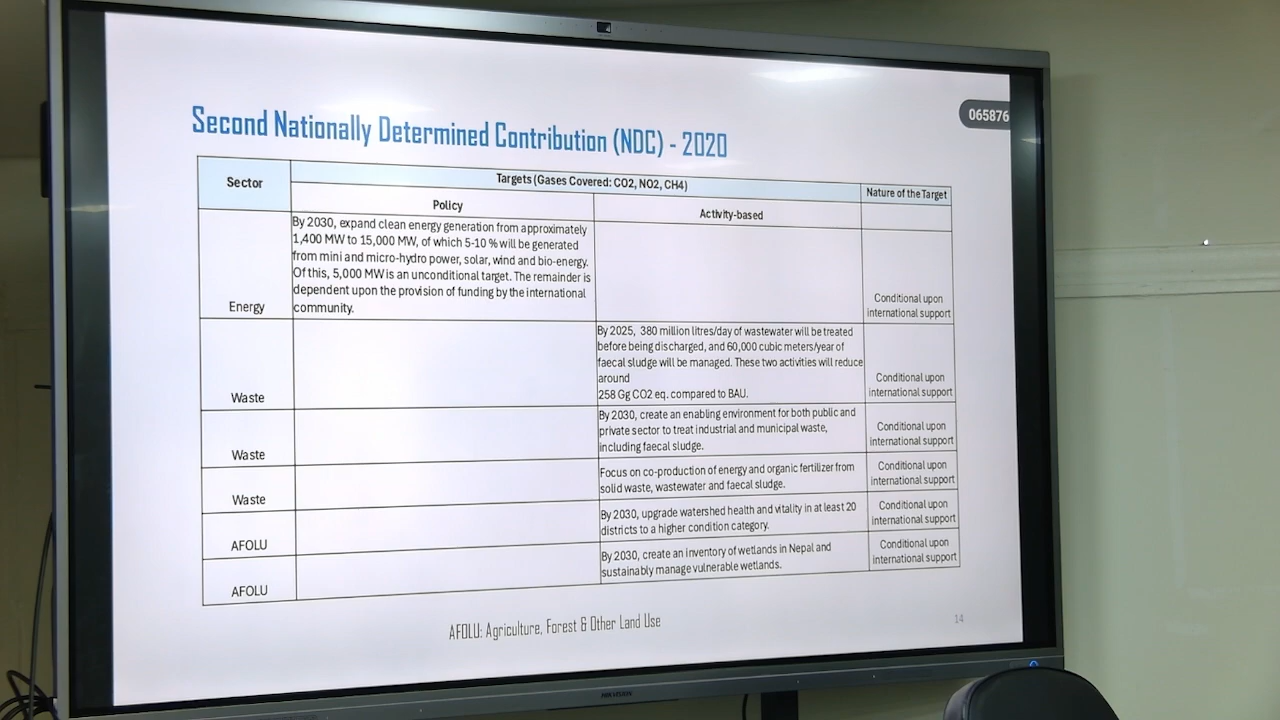 065876
Second Nationally Determined Contribution (NDC) - 2020
Sector
Targets (Gases Covered: CO2, NO2, CH4)
Nature of the Target
Policy
Activity-based
By 2030, expand clean energy generation from approximately
1,400 MW to 15,000 MW, of which 5-10 % will be generated
from mini and micro-hydro power, solar, wind and bio-energy.
Of this, 5,000 MW is an unconditional target. The remainder is
dependent upon the provision of funding by the international
community.
Energy
Conditional upon
international support
By 2025, 380 million litres/day of wastewater will be treated
before being discharged, and 60,000 cubic meters/year of
faecal sludge will be managed. These two activities will reduce
around
258 Gg CO2 eq. compared to BAU.
Waste
Conditional upon
international support
By 2030, create an enabling environment for both public and
private sector to treat industrial and municipal waste,
including faecal sludge.
Waste
Conditional upon
international support
Focus on co-production of energy and organic fertilizer from
solid waste, wastewater and faecal sludge.
Waste
Conditional upon
international support
By 2030, upgrade watershed health and vitality in at least 20
districts to a higher condition category.
AFOLU
Conditional upon
international support
By 2030, create an inventory of wetlands in Nepal and
sustainably manage vulnerable wetlands.
AFOLU
Conditional upon
international support
AFOLU: Agriculture, Forest & Other Land Use
14
HIKVISION